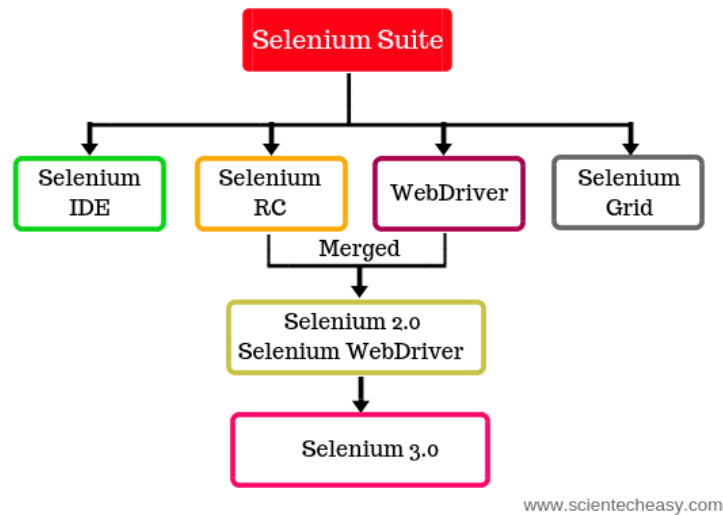 Selenium Suite
Selenium
IDE
Selenium
RC
WebDriver
Selenium
Grid
Merged
Selenium 2.0
Selenium WebDriver
Selenium 3.0
www.scientecheasy.com